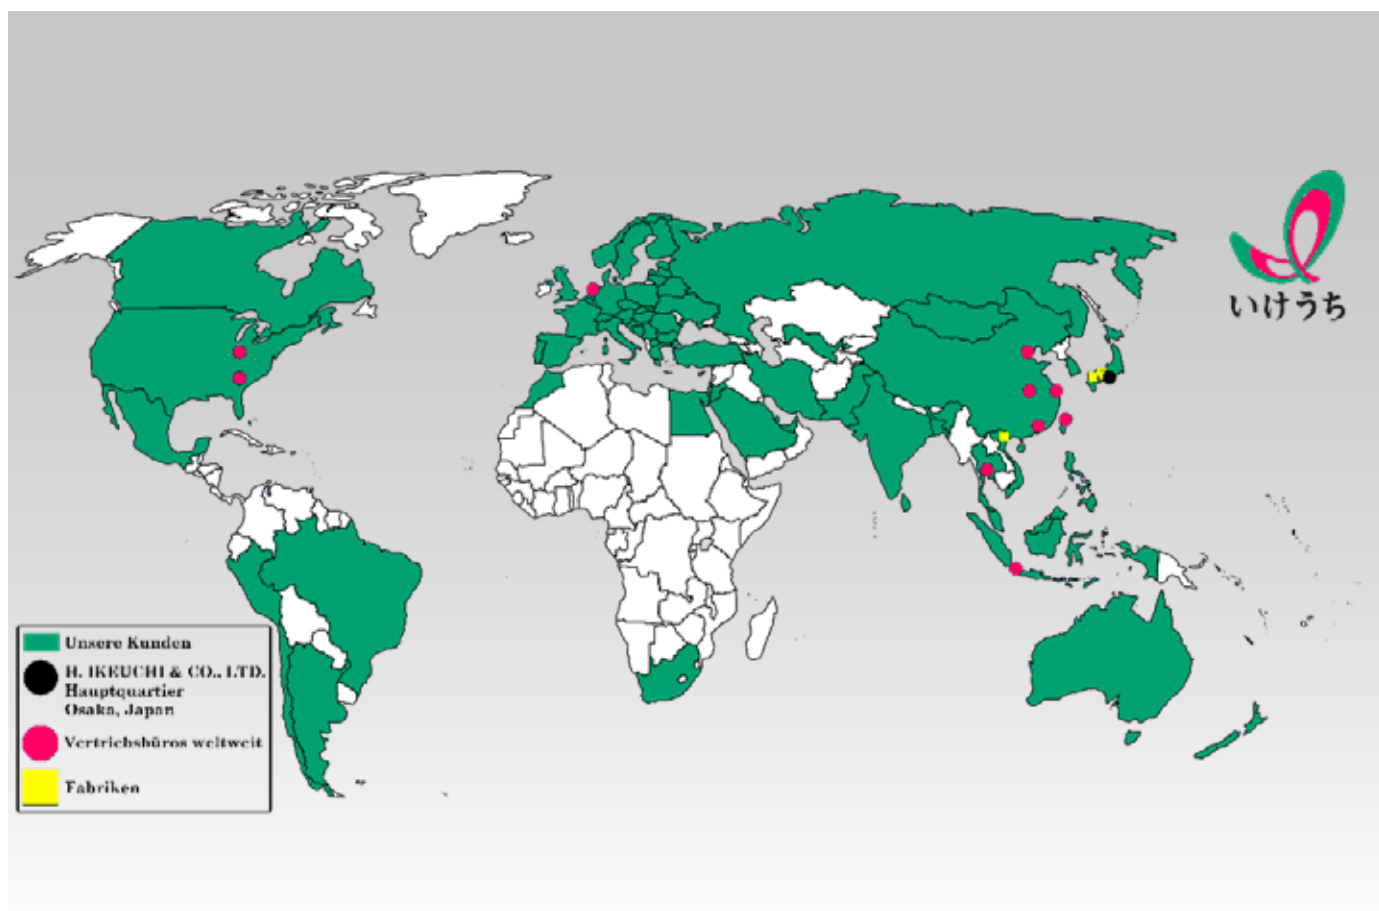 いけうち
Unsere Kunden
H. IKEUCHI & CO., LTD.
Hauptquartier
Osaka, Japan
Vertriebsbüros weltweit
Fabriken